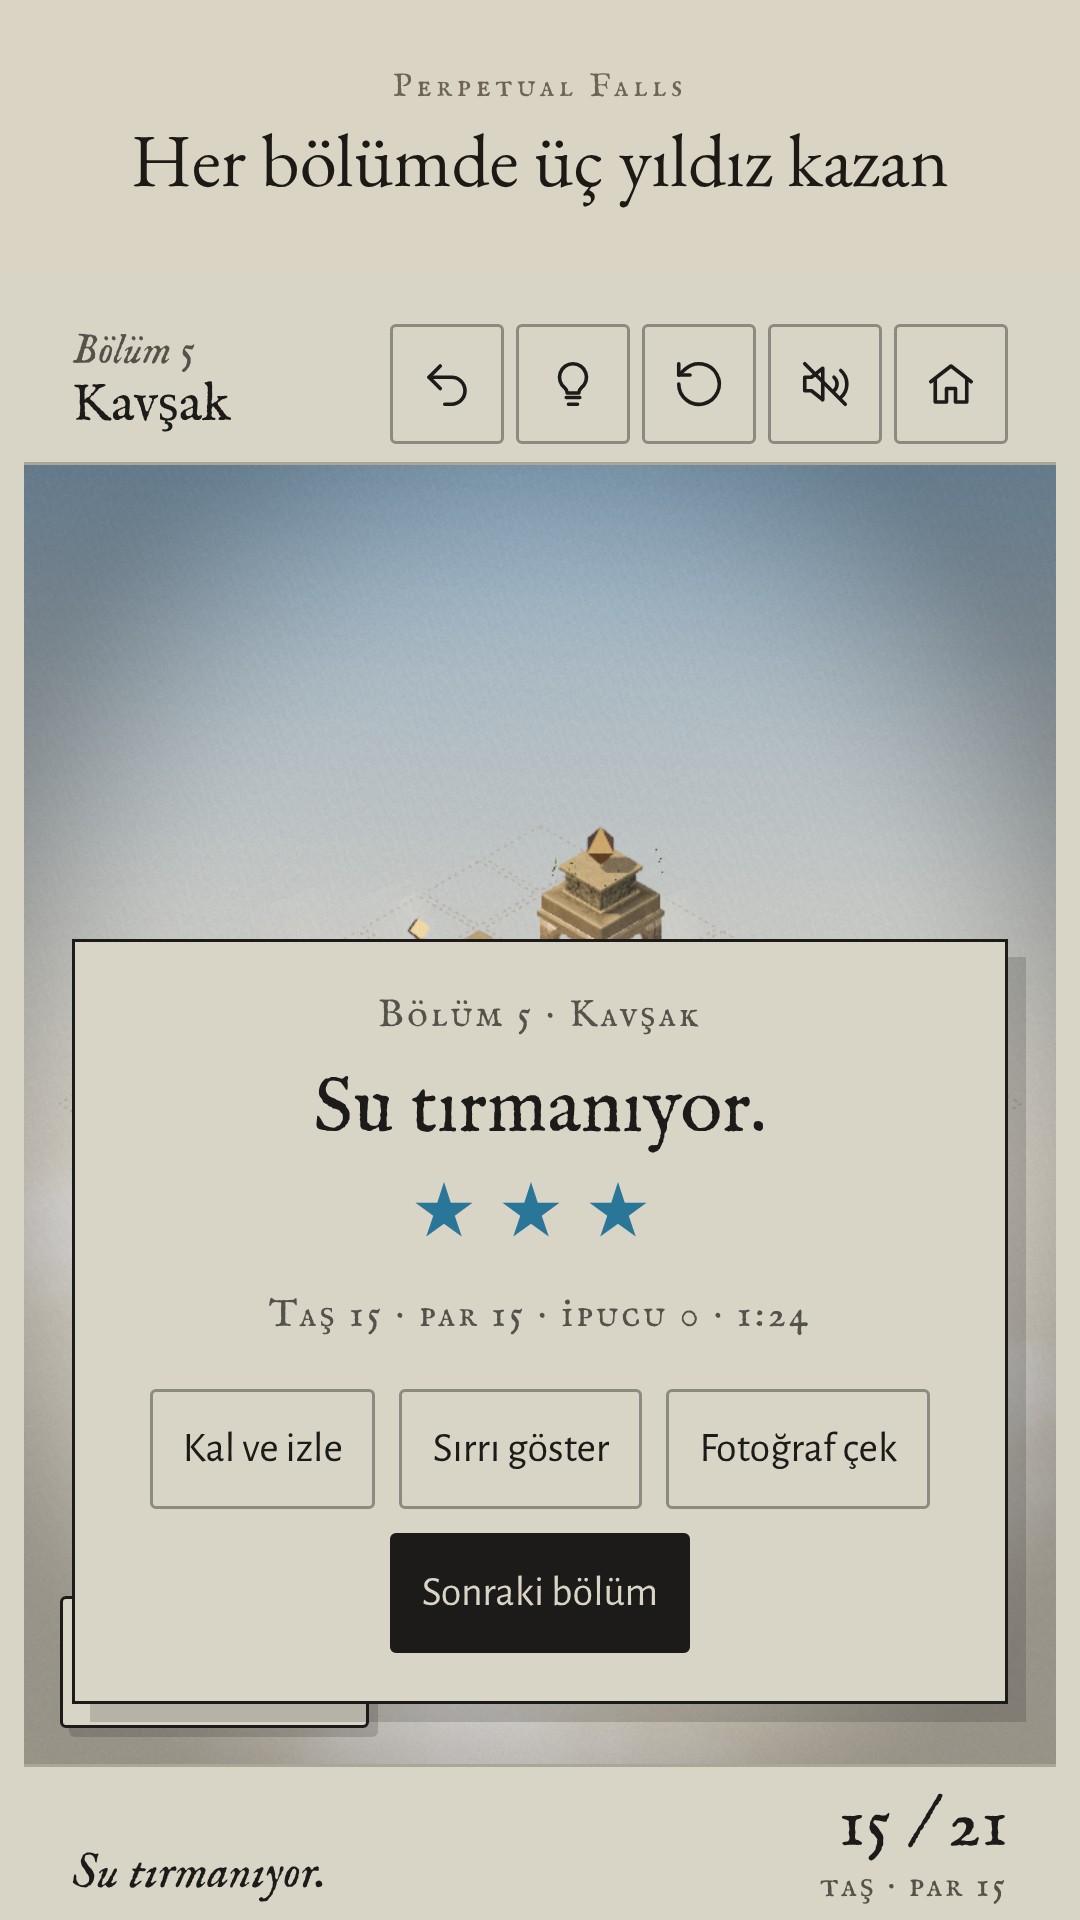 Perpetual Falls
Her bölümde üç yıldız kazan
Bölüm 5
Kavşak
Bölüm 5 · Kavşak
Su tırmanıyor.
Taş 15 · par 15 · ipucu 0 · 1:24
Kal ve izle
Sırrı göster
Fotoğraf çek
Sonraki bölüm
Su tırmanıyor.
15 / 21
taş · par 15